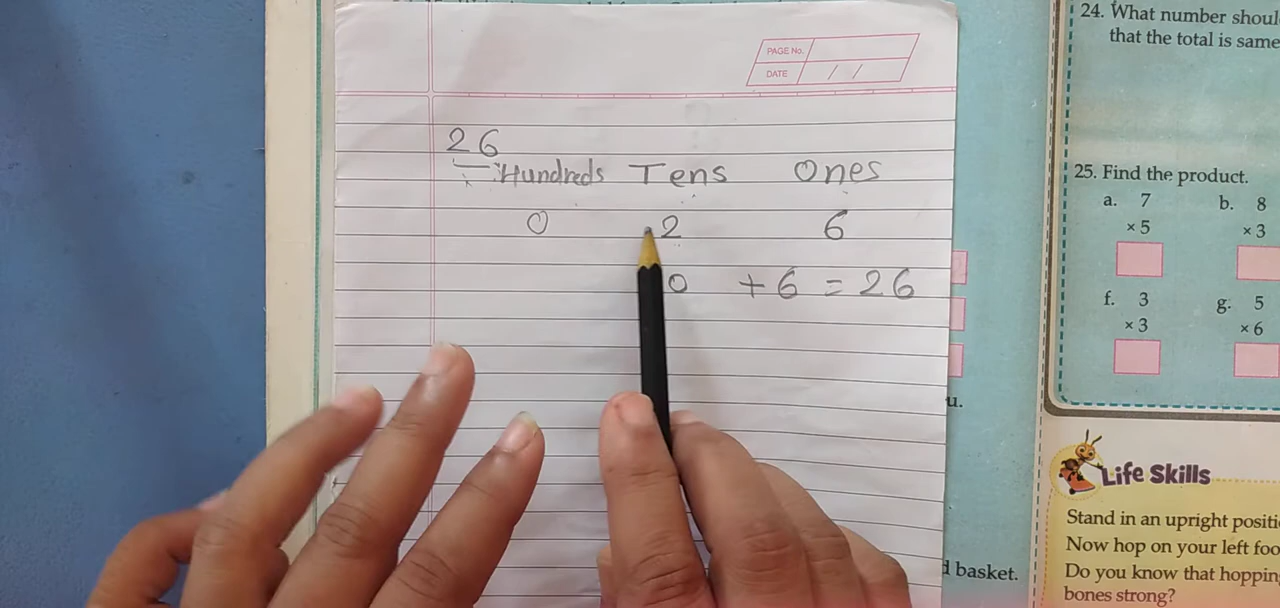 PAGE No.
DATE / /
26
Hundreds Tens Ones
0 2 6
0 + 6 = 26
24. What number shoul
that the total is same
25. Find the product.
a. 7 b. 8
× 5 × 3
f. 3 g. 5
× 3 × 6
u.
d basket.
Life Skills
Stand in an upright positi
Now hop on your left foo
Do you know that hopping
bones strong?